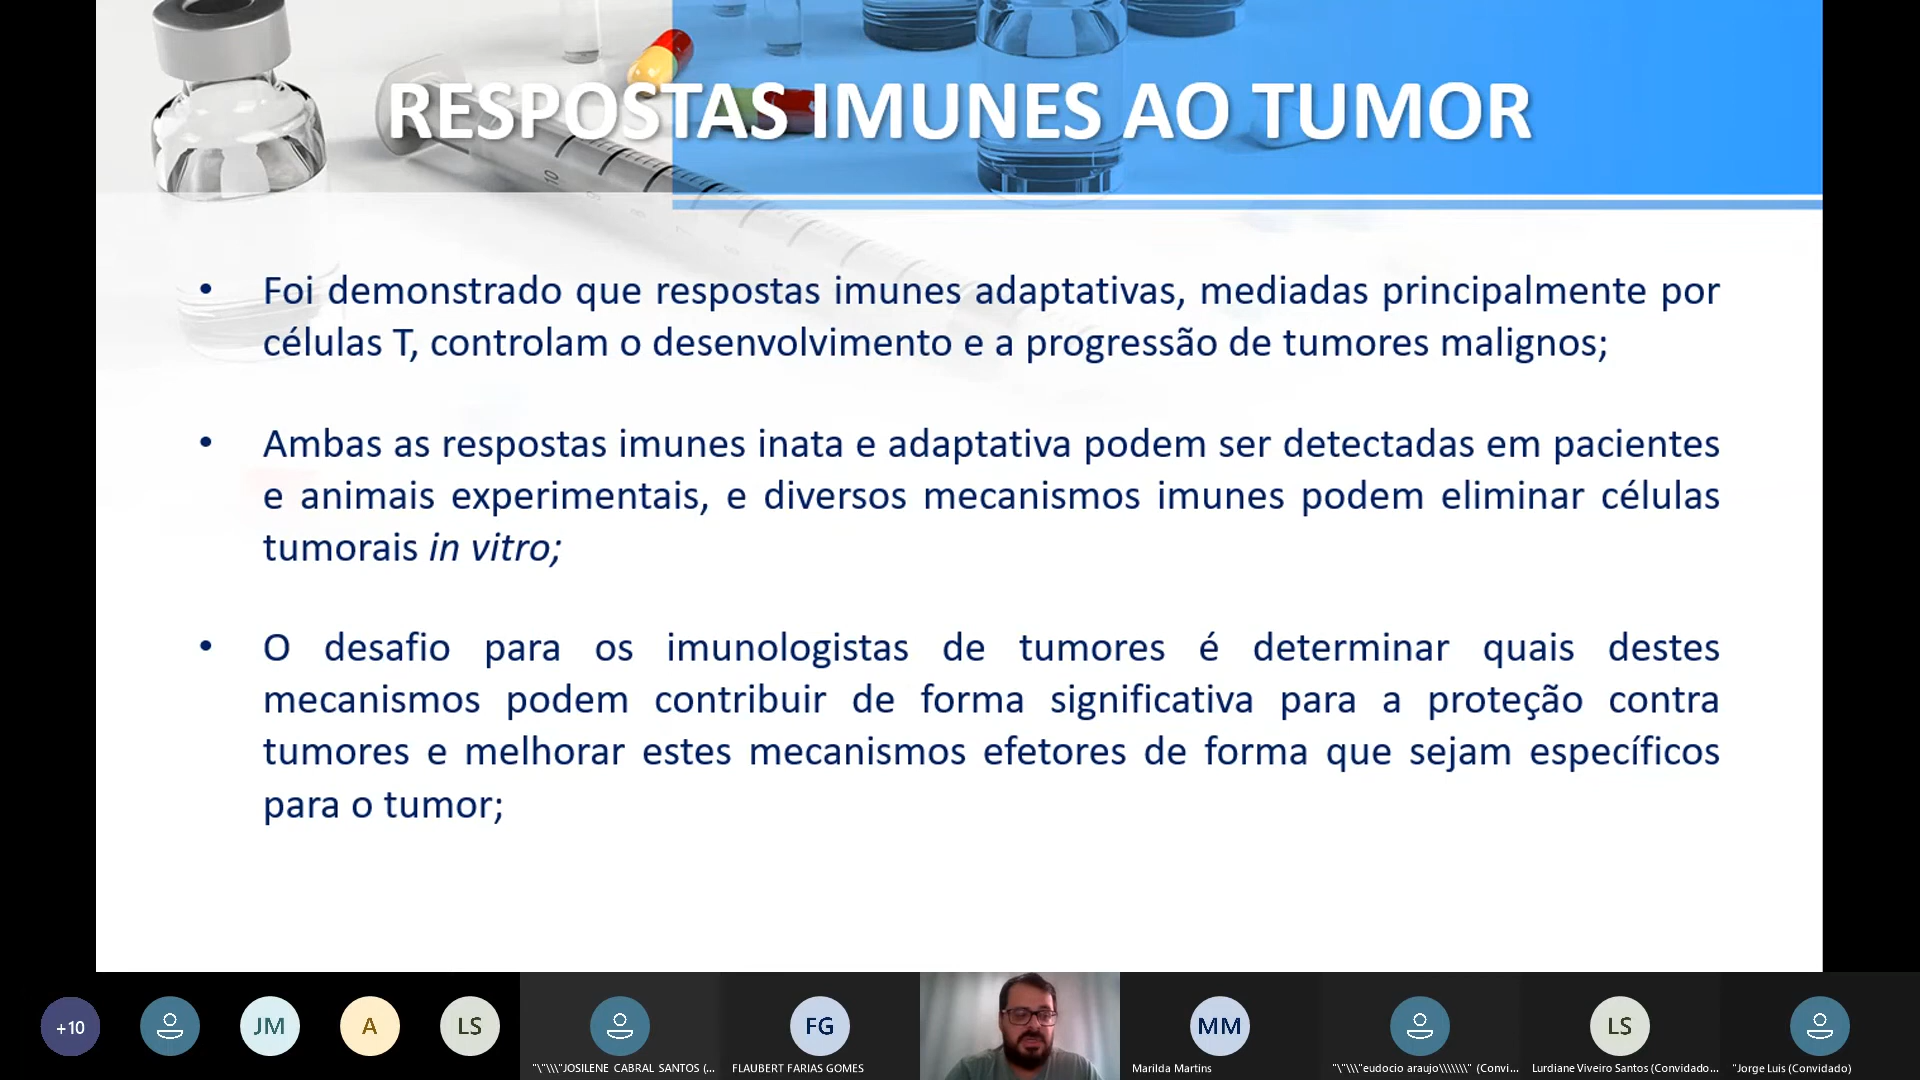 RESPOSTAS IMUNES AO TUMOR
• Foi demonstrado que respostas imunes adaptativas, mediadas principalmente por
células T, controlam o desenvolvimento e a progressão de tumores malignos;
• Ambas as respostas imunes inata e adaptativa podem ser detectadas em pacientes
e animais experimentais, e diversos mecanismos imunes podem eliminar células
tumorais in vitro;
• O desafio para os imunologistas de tumores é determinar quais destes
mecanismos podem contribuir de forma significativa para a proteção contra
tumores e melhorar estes mecanismos efetores de forma que sejam específicos
para o tumor;
+10
JM
A
LS
FG
MM
LS
"\"\\\"JOSILENE CABRAL SANTOS (...
FLAUBERT FARIAS GOMES
Marilda Martins
"\"\\\"eudocio araujo\\\\\\\" (Convi...
Lurdiane Viveiro Santos (Convidado...
"Jorge Luis (Convidado)